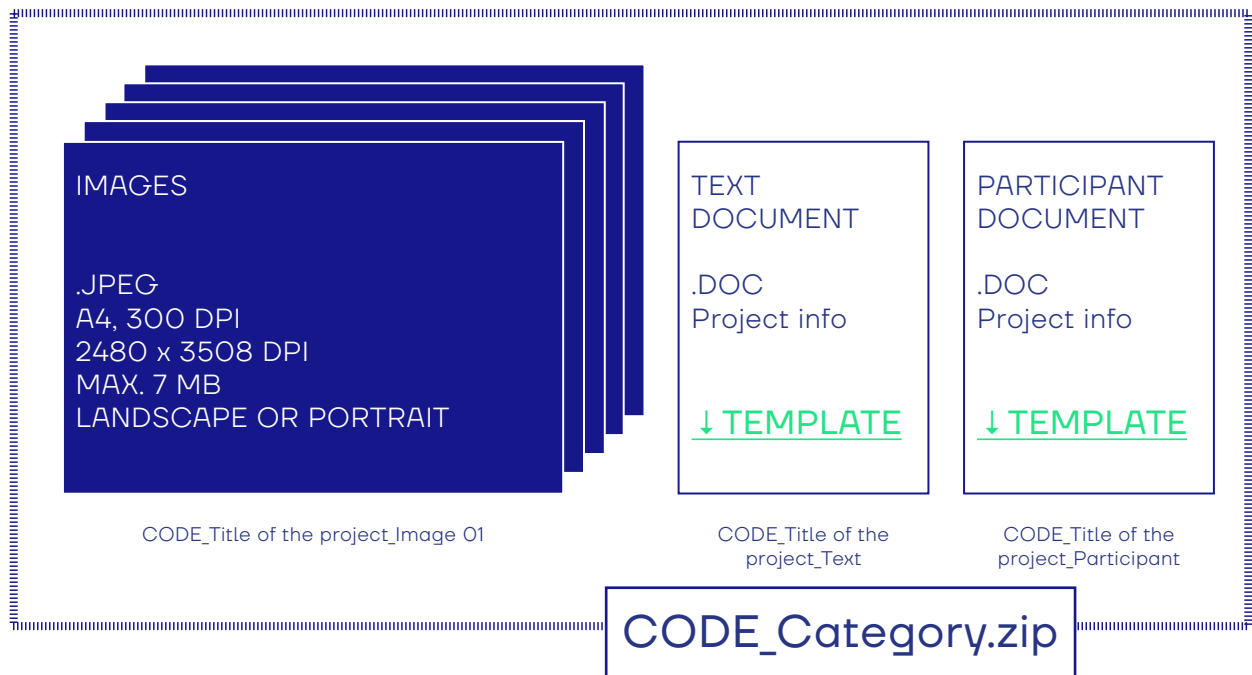 IMAGES
.JPEG
A4, 300 DPI
2480 x 3508 DPI
MAX. 7 MB
LANDSCAPE OR PORTRAIT
CODE_Title of the project_Image 01
TEXT
DOCUMENT
.DOC
Project info
↓ TEMPLATE
CODE_Title of the
project_Text
PARTICIPANT
DOCUMENT
.DOC
Project info
↓ TEMPLATE
CODE_Title of the
project_Participant
CODE_Category.zip